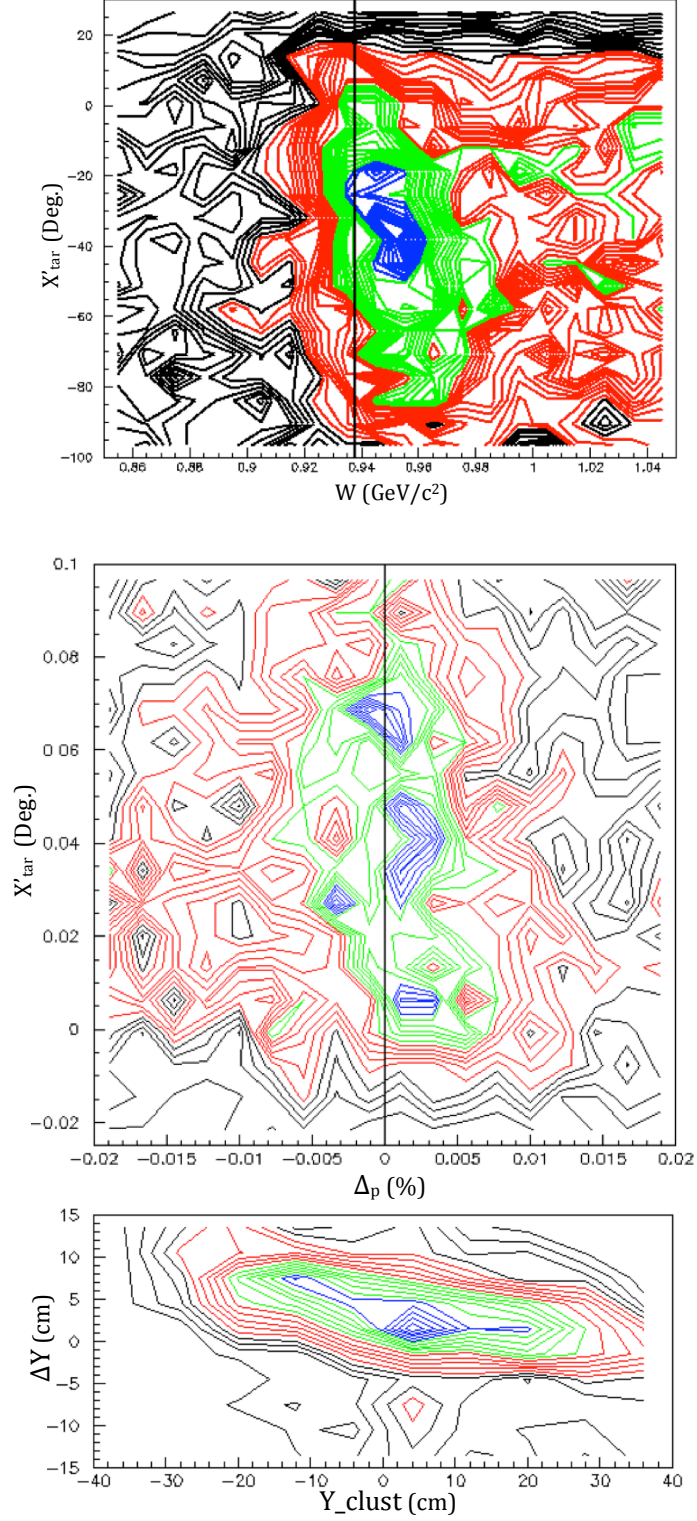 20
0
−20
−40
−60
−80
−100
X'tar (Deg.)
0.86 0.88 0.9 0.92 0.94 0.96 0.98 1 1.02 1.04
W (GeV/c²)
0.1
0.08
0.06
0.04
0.02
0
−0.02
X'tar (Deg.)
−0.02 −0.015 −0.01 −0.005 0 0.005 0.01 0.015 0.02
Δp (%)
15
10
5
0
−5
−10
−15
ΔY (cm)
−40 −30 −20 −10 0 10 20 30 40
Y_clust (cm)